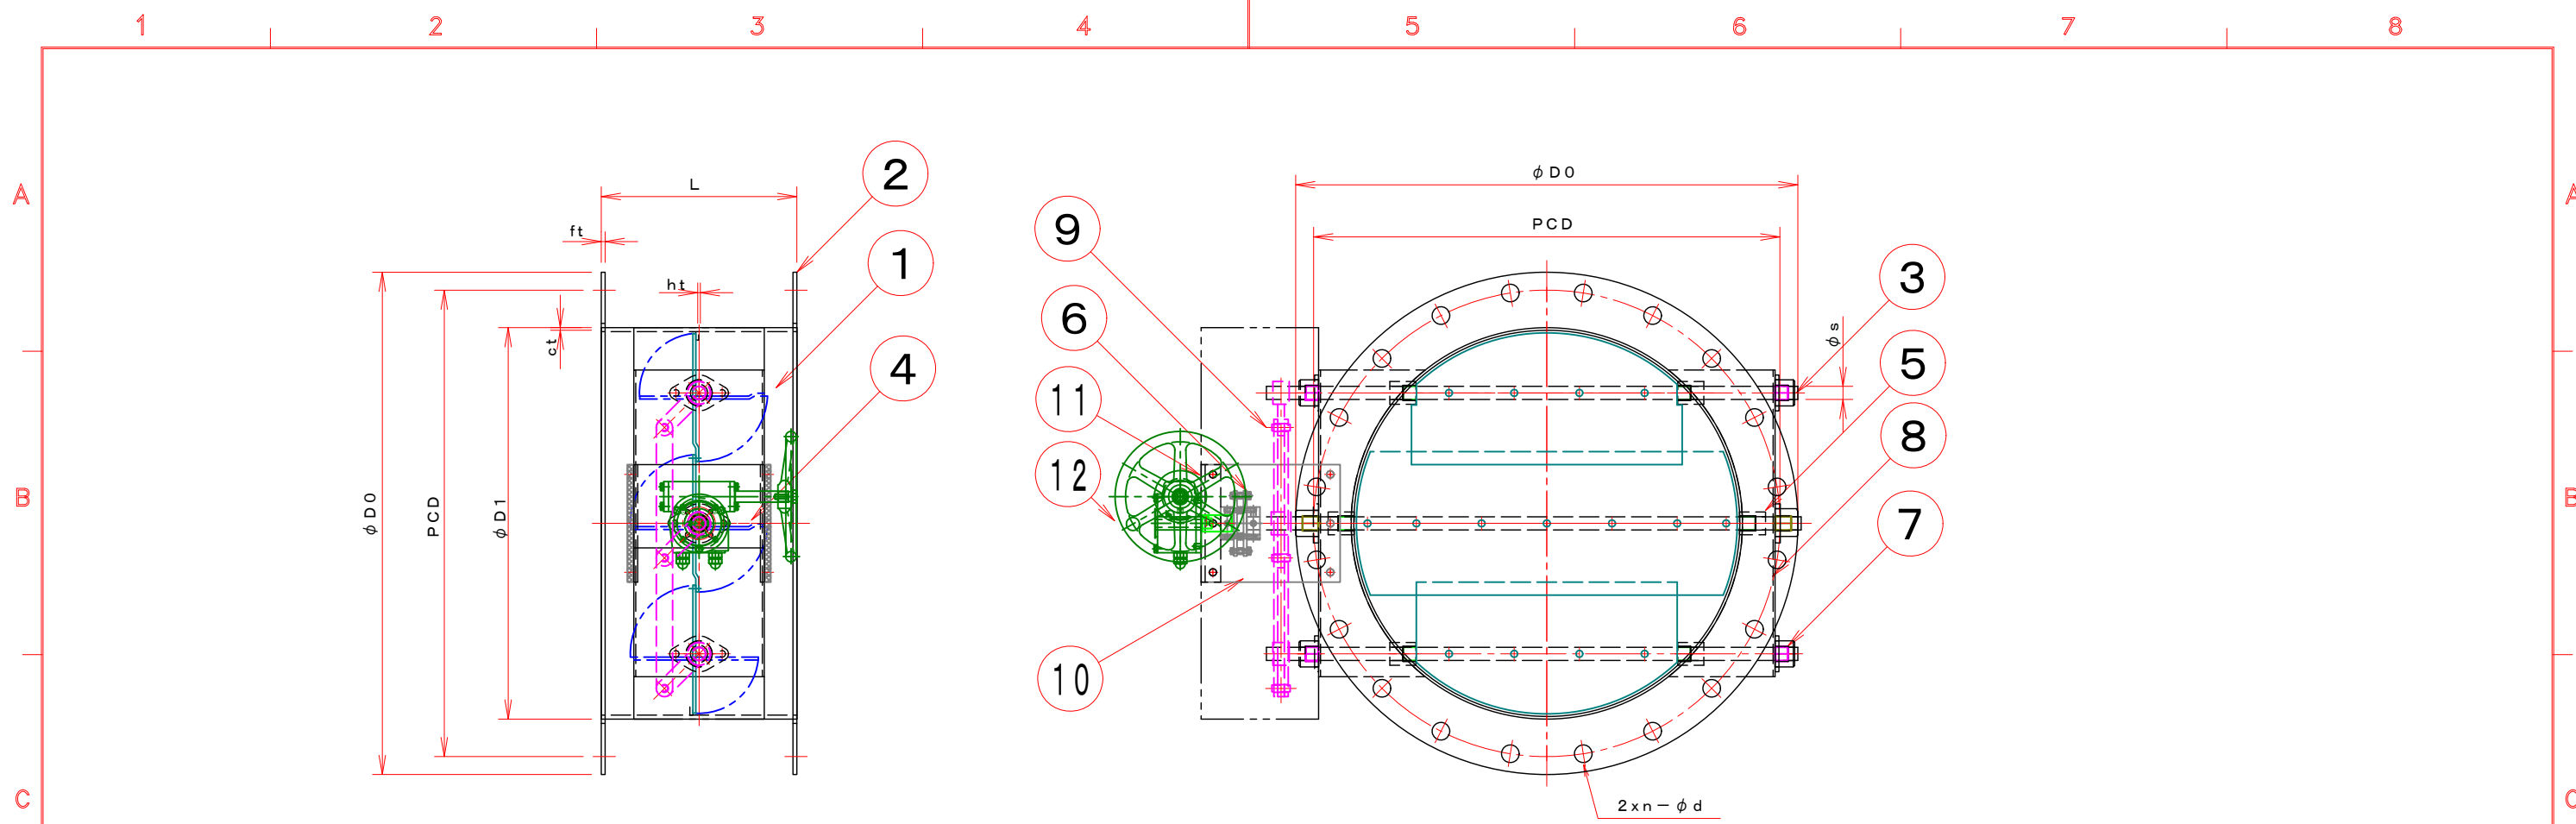 1 2 3 4 5 6 7 8
A A
L
2
φD0
9
PCD
ft
1
3
6
ht
φs
ct
5
4
11
8
12
B B
φD0
PCD
φD1
7
10
C C
2xn-φd